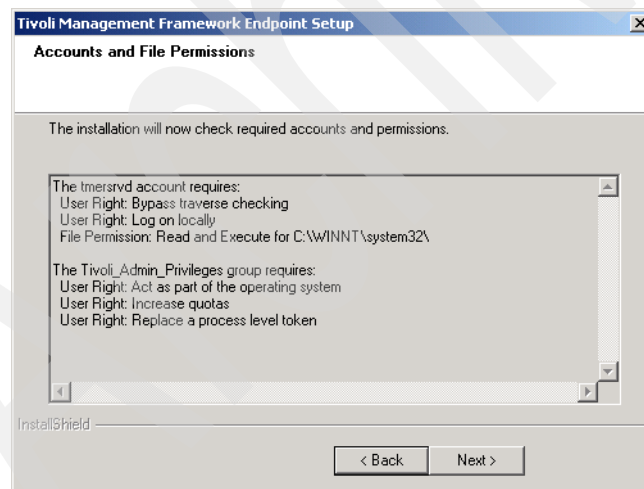 Tivoli Management Framework Endpoint Setup
Accounts and File Permissions
The installation will now check required accounts and permissions.
The tmersrvd account requires:
User Right: Bypass traverse checking
User Right: Log on locally
File Permission: Read and Execute for C:\WINNT\system32\
The Tivoli_Admin_Privileges group requires:
User Right: Act as part of the operating system
User Right: Increase quotas
User Right: Replace a process level token
InstallShield
< Back Next >